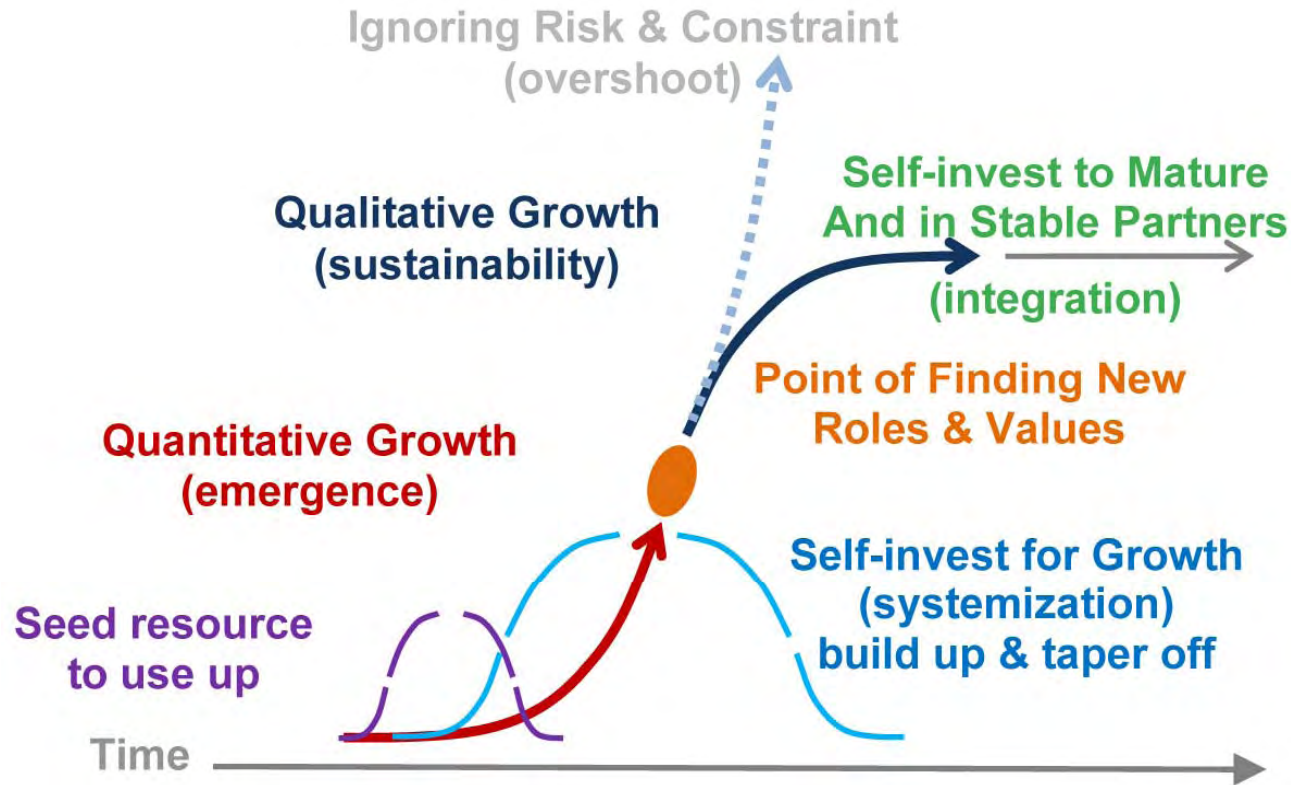 Ignoring Risk & Constraint
(overshoot)
Self-invest to Mature
And in Stable Partners
(integration)
Qualitative Growth
(sustainability)
Point of Finding New
Roles & Values
Quantitative Growth
(emergence)
Self-invest for Growth
(systemization)
build up & taper off
Seed resource
to use up
Time